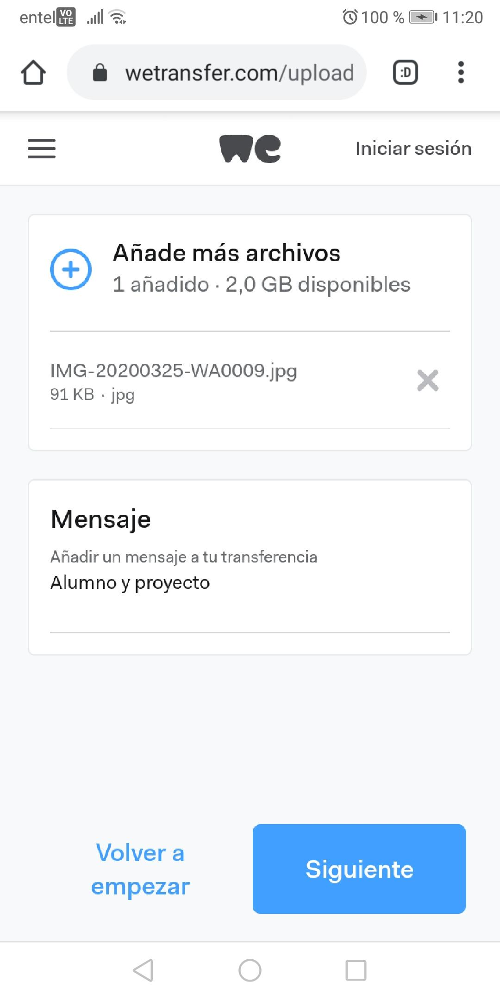 entel VO LTE 100 % 11:20
wetransfer.com/upload :D
we Iniciar sesión
Añade más archivos
1 añadido · 2,0 GB disponibles
IMG-20200325-WA0009.jpg
91 KB · jpg
Mensaje
Añadir un mensaje a tu transferencia
Alumno y proyecto
Volver a
empezar
Siguiente